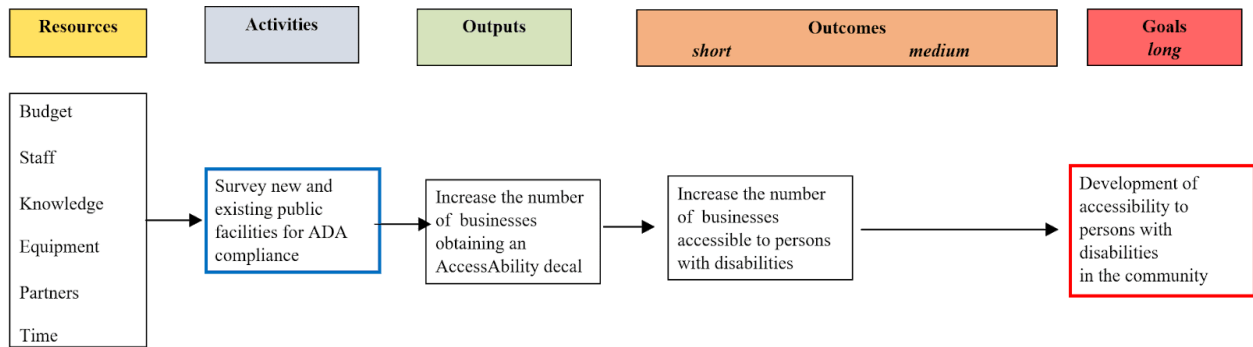 Resources
Activities
Outputs
Outcomes
short medium
Goals
long
Budget
Staff
Knowledge
Equipment
Partners
Time
Survey new and
existing public
facilities for ADA
compliance
Increase the number
of businesses
obtaining an
AccessAbility decal
Increase the number
of businesses
accessible to persons
with disabilities
Development of
accessibility to
persons with
disabilities
in the community